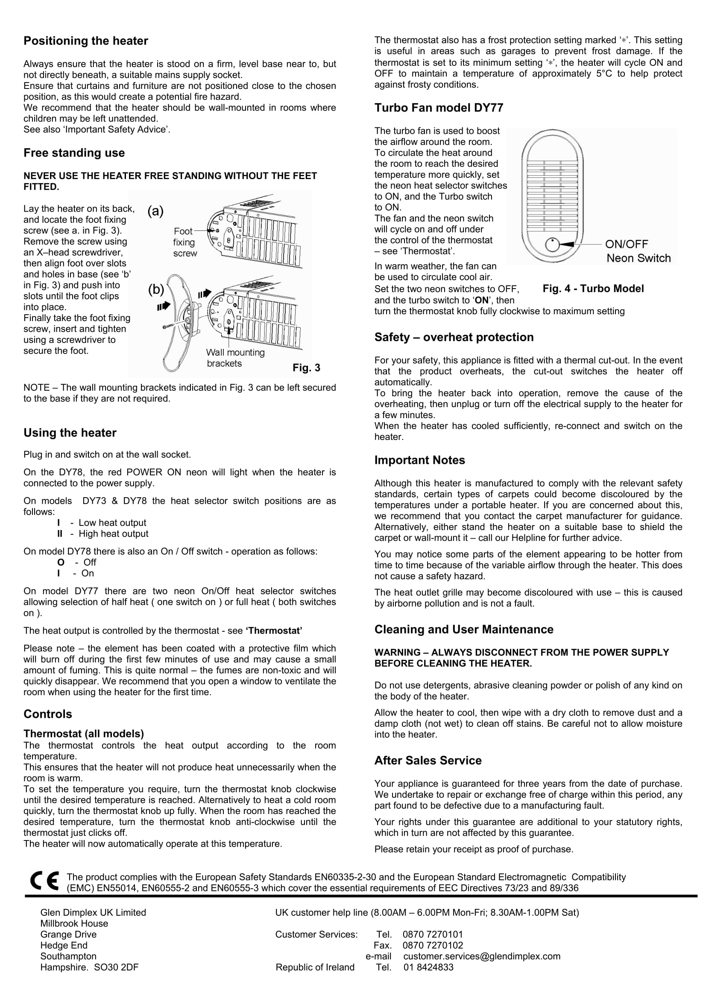 Positioning the heater
Always ensure that the heater is stood on a firm, level base near to, but
not directly beneath, a suitable mains supply socket.
Ensure that curtains and furniture are not positioned close to the chosen
position, as this would create a potential fire hazard.
We recommend that the heater should be wall-mounted in rooms where
children may be left unattended.
See also ‘Important Safety Advice’.
Free standing use
NEVER USE THE HEATER FREE STANDING WITHOUT THE FEET
FITTED.
Lay the heater on its back,
and locate the foot fixing
screw (see a. in Fig. 3).
Remove the screw using
an X–head screwdriver,
then align foot over slots
and holes in base (see ‘b’
in Fig. 3) and push into
slots until the foot clips
into place.
Finally take the foot fixing
screw, insert and tighten
using a screwdriver to
secure the foot.
(a)
Foot
fixing
screw
(b)
Wall mounting
brackets
Fig. 3
NOTE – The wall mounting brackets indicated in Fig. 3 can be left secured
to the base if they are not required.
Using the heater
Plug in and switch on at the wall socket.
On the DY78, the red POWER ON neon will light when the heater is
connected to the power supply.
On models DY73 & DY78 the heat selector switch positions are as
follows:
I - Low heat output
II - High heat output
On model DY78 there is also an On / Off switch - operation as follows:
O - Off
I - On
On model DY77 there are two neon On/Off heat selector switches
allowing selection of half heat ( one switch on ) or full heat ( both switches
on ).
The heat output is controlled by the thermostat - see ‘Thermostat’
Please note – the element has been coated with a protective film which
will burn off during the first few minutes of use and may cause a small
amount of fuming. This is quite normal – the fumes are non-toxic and will
quickly disappear. We recommend that you open a window to ventilate the
room when using the heater for the first time.
Controls
Thermostat (all models)
The thermostat controls the heat output according to the room
temperature.
This ensures that the heater will not produce heat unnecessarily when the
room is warm.
To set the temperature you require, turn the thermostat knob clockwise
until the desired temperature is reached. Alternatively to heat a cold room
quickly, turn the thermostat knob up fully. When the room has reached the
desired temperature, turn the thermostat knob anti-clockwise until the
thermostat just clicks off.
The heater will now automatically operate at this temperature.
The thermostat also has a frost protection setting marked ‘*’. This setting
is useful in areas such as garages to prevent frost damage. If the
thermostat is set to its minimum setting ‘*’, the heater will cycle ON and
OFF to maintain a temperature of approximately 5°C to help protect
against frosty conditions.
Turbo Fan model DY77
The turbo fan is used to boost
the airflow around the room.
To circulate the heat around
the room to reach the desired
temperature more quickly, set
the neon heat selector switches
to ON, and the Turbo switch
to ON.
The fan and the neon switch
will cycle on and off under
the control of the thermostat
– see ‘Thermostat’.
In warm weather, the fan can
be used to circulate cool air.
Set the two neon switches to OFF,
and the turbo switch to ‘ON’, then
turn the thermostat knob fully clockwise to maximum setting
ON/OFF
Neon Switch
Fig. 4 - Turbo Model
Safety – overheat protection
For your safety, this appliance is fitted with a thermal cut-out. In the event
that the product overheats, the cut-out switches the heater off
automatically.
To bring the heater back into operation, remove the cause of the
overheating, then unplug or turn off the electrical supply to the heater for
a few minutes.
When the heater has cooled sufficiently, re-connect and switch on the
heater.
Important Notes
Although this heater is manufactured to comply with the relevant safety
standards, certain types of carpets could become discoloured by the
temperatures under a portable heater. If you are concerned about this,
we recommend that you contact the carpet manufacturer for guidance.
Alternatively, either stand the heater on a suitable base to shield the
carpet or wall-mount it – call our Helpline for further advice.
You may notice some parts of the element appearing to be hotter from
time to time because of the variable airflow through the heater. This does
not cause a safety hazard.
The heat outlet grille may become discoloured with use – this is caused
by airborne pollution and is not a fault.
Cleaning and User Maintenance
WARNING – ALWAYS DISCONNECT FROM THE POWER SUPPLY
BEFORE CLEANING THE HEATER.
Do not use detergents, abrasive cleaning powder or polish of any kind on
the body of the heater.
Allow the heater to cool, then wipe with a dry cloth to remove dust and a
damp cloth (not wet) to clean off stains. Be careful not to allow moisture
into the heater.
After Sales Service
Your appliance is guaranteed for three years from the date of purchase.
We undertake to repair or exchange free of charge within this period, any
part found to be defective due to a manufacturing fault.
Your rights under this guarantee are additional to your statutory rights,
which in turn are not affected by this guarantee.
Please retain your receipt as proof of purchase.
CE The product complies with the European Safety Standards EN60335-2-30 and the European Standard Electromagnetic Compatibility
(EMC) EN55014, EN60555-2 and EN60555-3 which cover the essential requirements of EEC Directives 73/23 and 89/336
Glen Dimplex UK Limited
Millbrook House
Grange Drive
Hedge End
Southampton
Hampshire. SO30 2DF
UK customer help line (8.00AM – 6.00PM Mon-Fri; 8.30AM-1.00PM Sat)
Customer Services: Tel. 0870 7270101
Fax. 0870 7270102
e-mail customer.services@glendimplex.com
Republic of Ireland Tel. 01 8424833